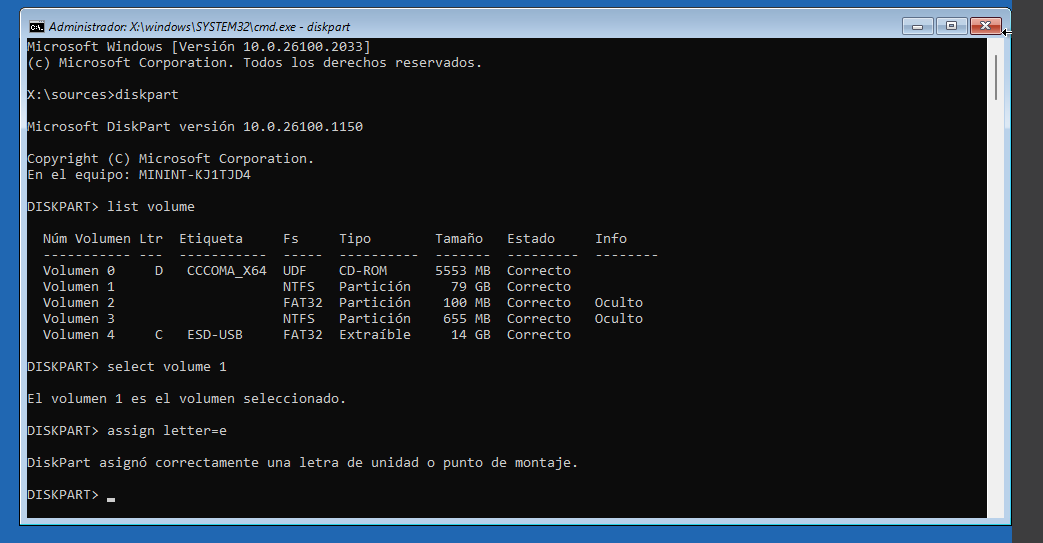 Administrador: X:\windows\SYSTEM32\cmd.exe - diskpart
Microsoft Windows [Versión 10.0.26100.2033]
(c) Microsoft Corporation. Todos los derechos reservados.
X:\sources>diskpart
Microsoft DiskPart versión 10.0.26100.1150
Copyright (C) Microsoft Corporation.
En el equipo: MININT-KJ1TJD4
DISKPART> list volume
Núm Volumen Ltr  Etiqueta     Fs     Tipo        Tamaño   Estado     Info
----------- ---  -----------  -----  ----------  -------  ---------  --------
Volumen 0     D   CCCOMA_X64  UDF    CD-ROM      5553 MB  Correcto
Volumen 1                     NTFS   Partición     79 GB  Correcto
Volumen 2                     FAT32  Partición    100 MB  Correcto   Oculto
Volumen 3                     NTFS   Partición    655 MB  Correcto   Oculto
Volumen 4     C   ESD-USB     FAT32  Extraíble     14 GB  Correcto
DISKPART> select volume 1
El volumen 1 es el volumen seleccionado.
DISKPART> assign letter=e
DiskPart asignó correctamente una letra de unidad o punto de montaje.
DISKPART> _